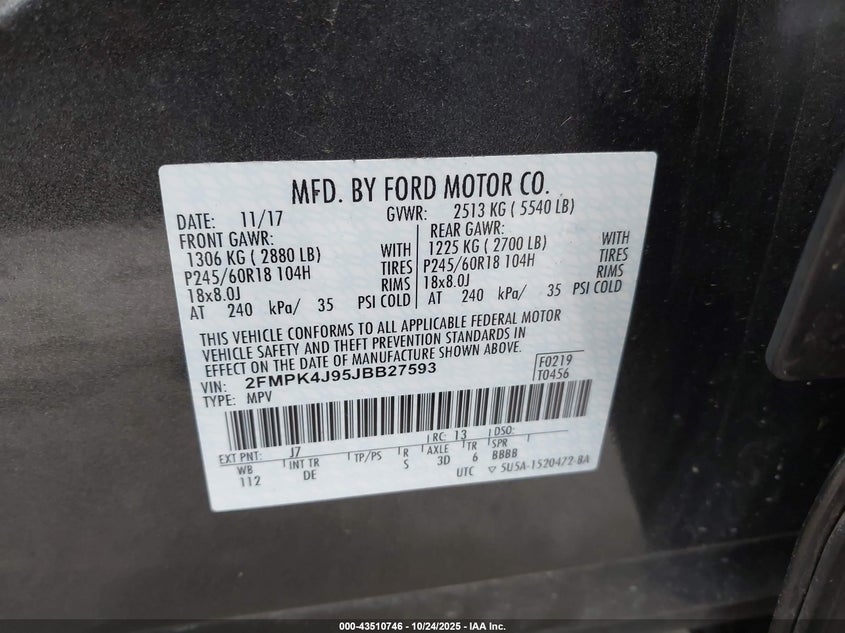 MFD. BY FORD MOTOR CO.
DATE: 11/17 GVWR: 2513 KG ( 5540 LB)
FRONT GAWR: REAR GAWR:
1306 KG ( 2880 LB) WITH 1225 KG ( 2700 LB) WITH
P245/60R18 104H TIRES P245/60R18 104H TIRES
18x8.0J RIMS 18x8.0J RIMS
AT 240 kPa/ 35 PSI COLD AT 240 kPa/ 35 PSI COLD
THIS VEHICLE CONFORMS TO ALL APPLICABLE FEDERAL MOTOR
VEHICLE SAFETY AND THEFT PREVENTION STANDARDS IN
EFFECT ON THE DATE OF MANUFACTURE SHOWN ABOVE.
VIN: 2FMPK4J95JBB27593 F0219
TYPE: MPV T0456
EXT PNT: J7 RC: 13 DSO:
WB INT TR TP/PS R AXLE TR SPR
112 DE S 3D 6 BBBB
UTC ▽ 5U5A-1520472-BA
000-43510746 - 10/24/2025 - IAA Inc.